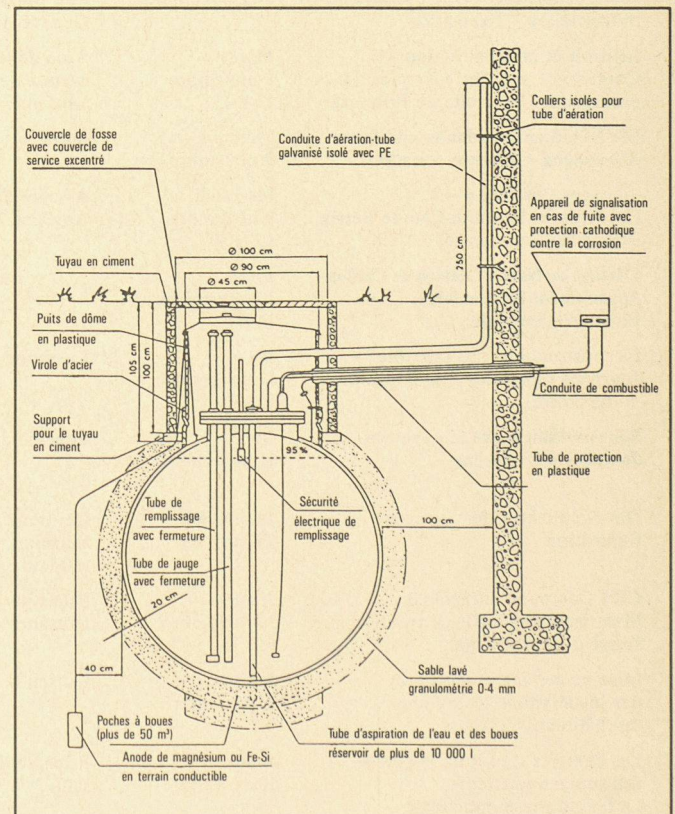 Colliers isolés pour
tube d'aération
Couvercle de fosse
avec couvercle de
service excentré
Conduite d'aération-tube
galvanisé isolé avec PE
Appareil de signalisation
en cas de fuite avec
protection cathodique
contre la corrosion
250 cm
Ø 100 cm
Ø 90 cm
Ø 45 cm
Tuyau en ciment
Puits de dôme
en plastique
105 cm
100 cm
Virole d'acier
Conduite de combustible
Support
pour le tuyau
en ciment
95 %
Tube de protection
en plastique
Tube de
remplissage
avec fermeture
Sécurité
électrique de
remplissage
100 cm
Tube de jauge
avec fermeture
20 cm
40 cm
Sable lavé
granulométrie 0-4 mm
Poches à boues
(plus de 50 m³)
Tube d'aspiration de l'eau et des boues
réservoir de plus de 10 000 l
Anode de magnésium ou Fe-Si
en terrain conductible